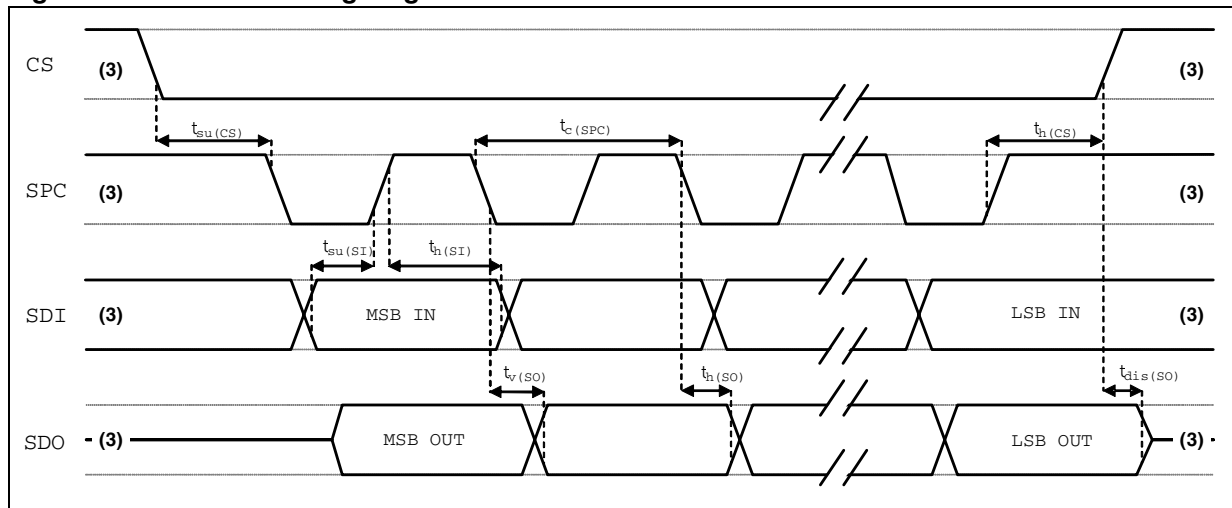 CS (3) (3)
t_su(CS) t_c(SPC) t_h(CS)
SPC (3) (3)
t_su(SI) t_h(SI)
SDI (3) MSB IN LSB IN (3)
t_v(SO) t_h(SO) t_dis(SO)
SDO (3) MSB OUT LSB OUT (3)